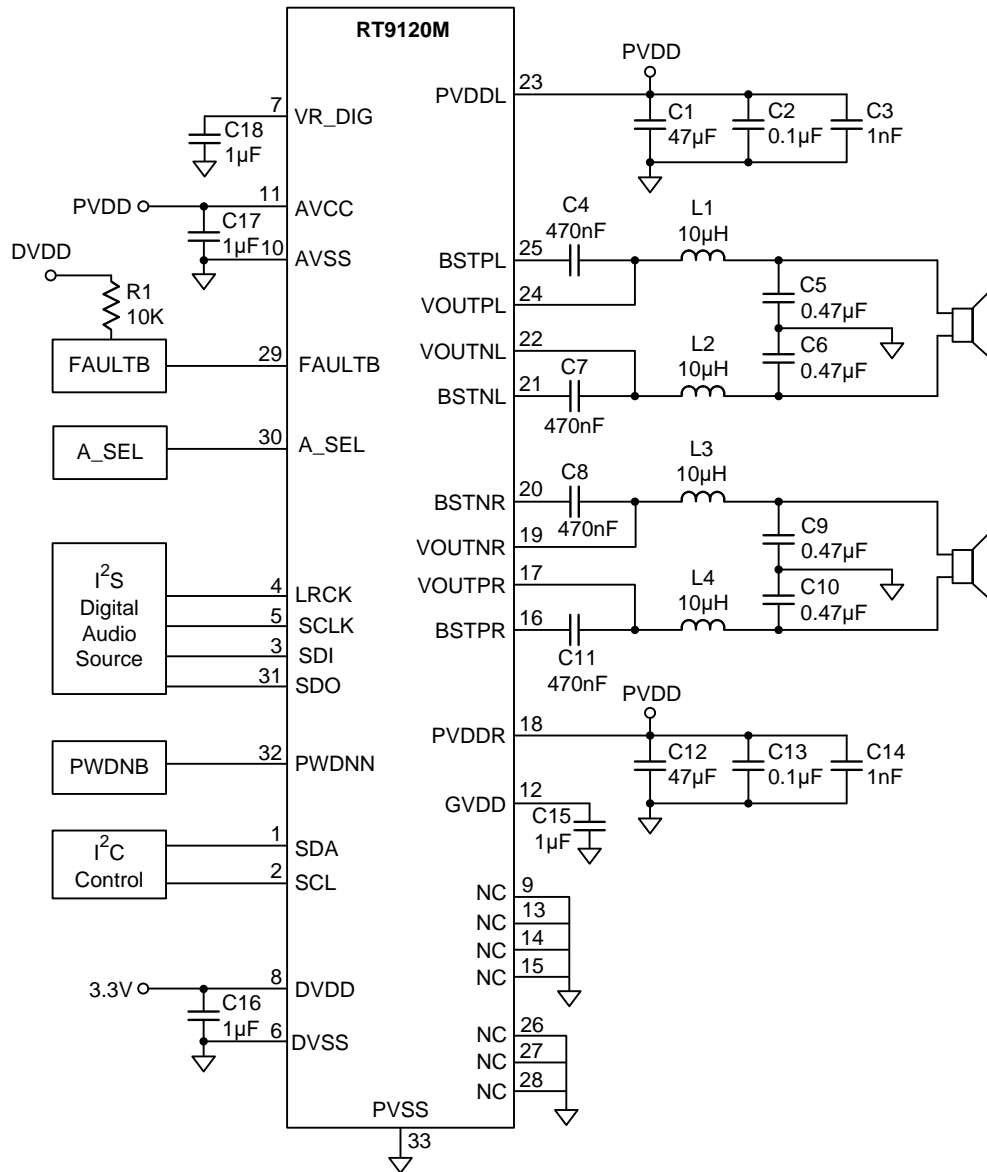 RT9120M
7
VR_DIG
C18
1µF
PVDD
11
AVCC
C17
1µF
10
AVSS
DVDD
R1
10K
FAULTB
29
FAULTB
A_SEL
30
A_SEL
I²S
Digital
Audio
Source
4
LRCK
5
SCLK
3
SDI
31
SDO
PWDNB
32
PWDNN
I²C
Control
1
SDA
2
SCL
3.3V
8
DVDD
C16
1µF
6
DVSS
PVSS
33
PVDD
PVDDL
23
C1
47µF
C2
0.1µF
C3
1nF
C4
470nF
L1
10µH
BSTPL
25
VOUTPL
24
C5
0.47µF
VOUTNL
22
L2
10µH
C6
0.47µF
BSTNL
21
C7
470nF
C8
470nF
L3
10µH
BSTNR
20
VOUTNR
19
C9
0.47µF
VOUTPR
17
L4
10µH
C10
0.47µF
BSTPR
16
C11
470nF
PVDD
PVDDR
18
C12
47µF
C13
0.1µF
C14
1nF
GVDD
12
C15
1µF
NC
9
NC
13
NC
14
NC
15
NC
26
NC
27
NC
28